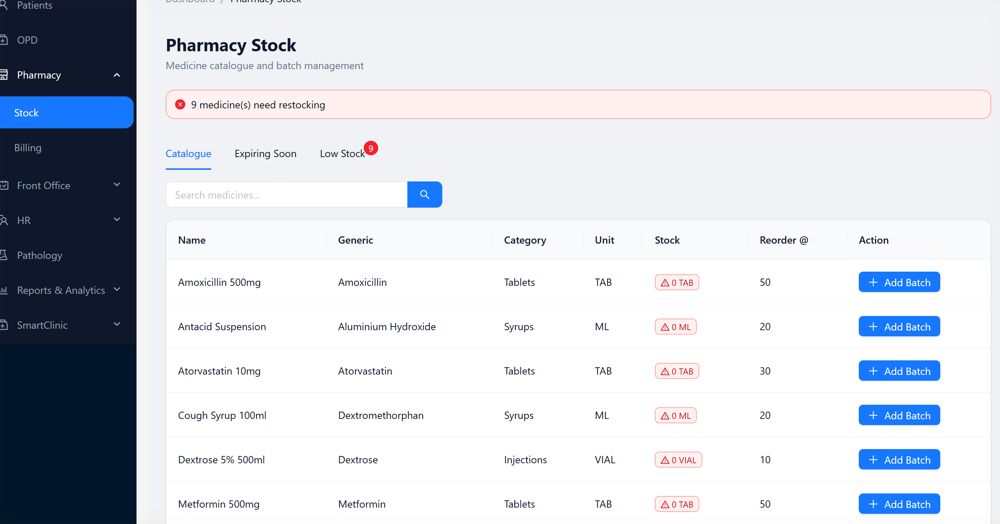 Patients
OPD
Pharmacy
Stock
Billing
Front Office
HR
Pathology
Reports & Analytics
SmartClinic
Dashboard / Pharmacy Stock
Pharmacy Stock
Medicine catalogue and batch management
9 medicine(s) need restocking
Catalogue Expiring Soon Low Stock 9
Search medicines...
Name Generic Category Unit Stock Reorder @ Action
Amoxicillin 500mg Amoxicillin Tablets TAB 0 TAB 50 + Add Batch
Antacid Suspension Aluminium Hydroxide Syrups ML 0 ML 20 + Add Batch
Atorvastatin 10mg Atorvastatin Tablets TAB 0 TAB 30 + Add Batch
Cough Syrup 100ml Dextromethorphan Syrups ML 0 ML 20 + Add Batch
Dextrose 5% 500ml Dextrose Injections VIAL 0 VIAL 10 + Add Batch
Metformin 500mg Metformin Tablets TAB 0 TAB 50 + Add Batch